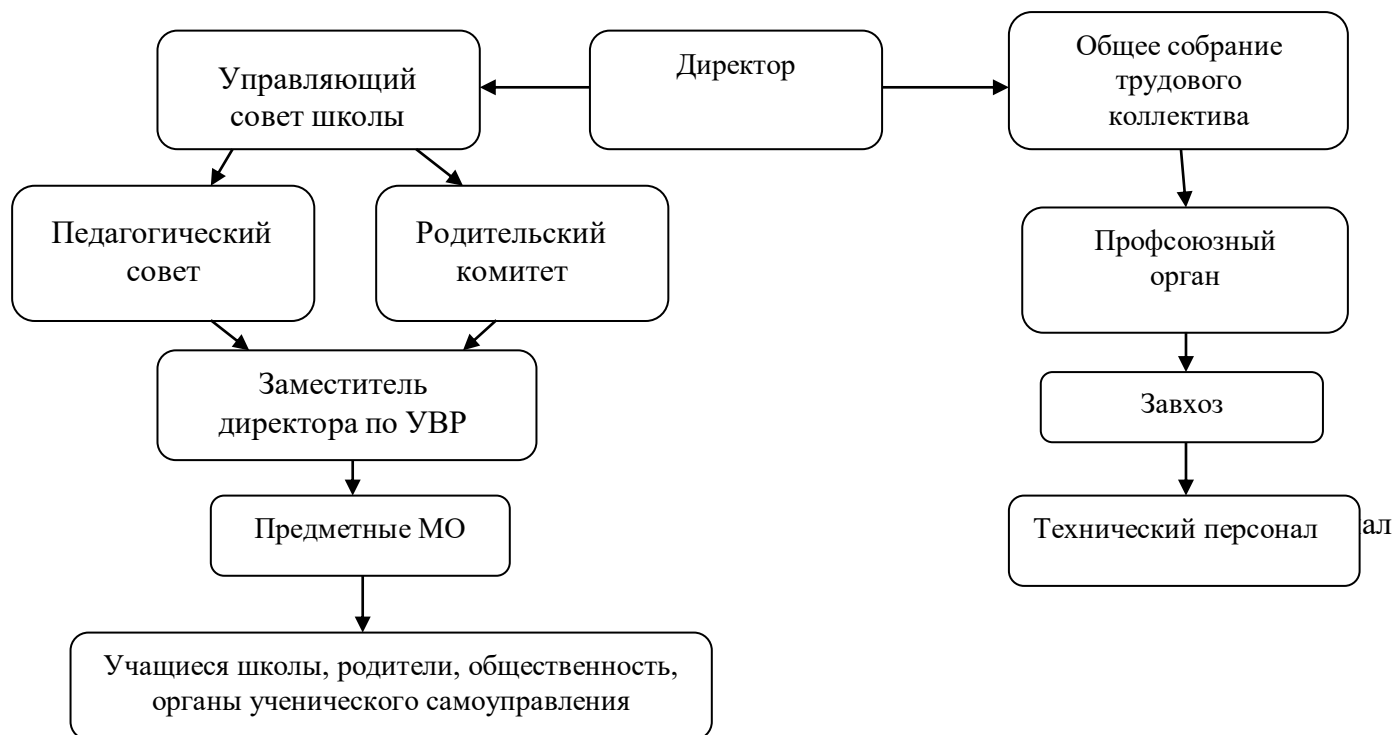 Управляющий
совет школы
Директор
Общее собрание
трудового
коллектива
Педагогический
совет
Родительский
комитет
Профсоюзный
орган
Заместитель
директора по УВР
Завхоз
Предметные МО
Технический персонал
ал
Учащиеся школы, родители, общественность,
органы ученического самоуправления